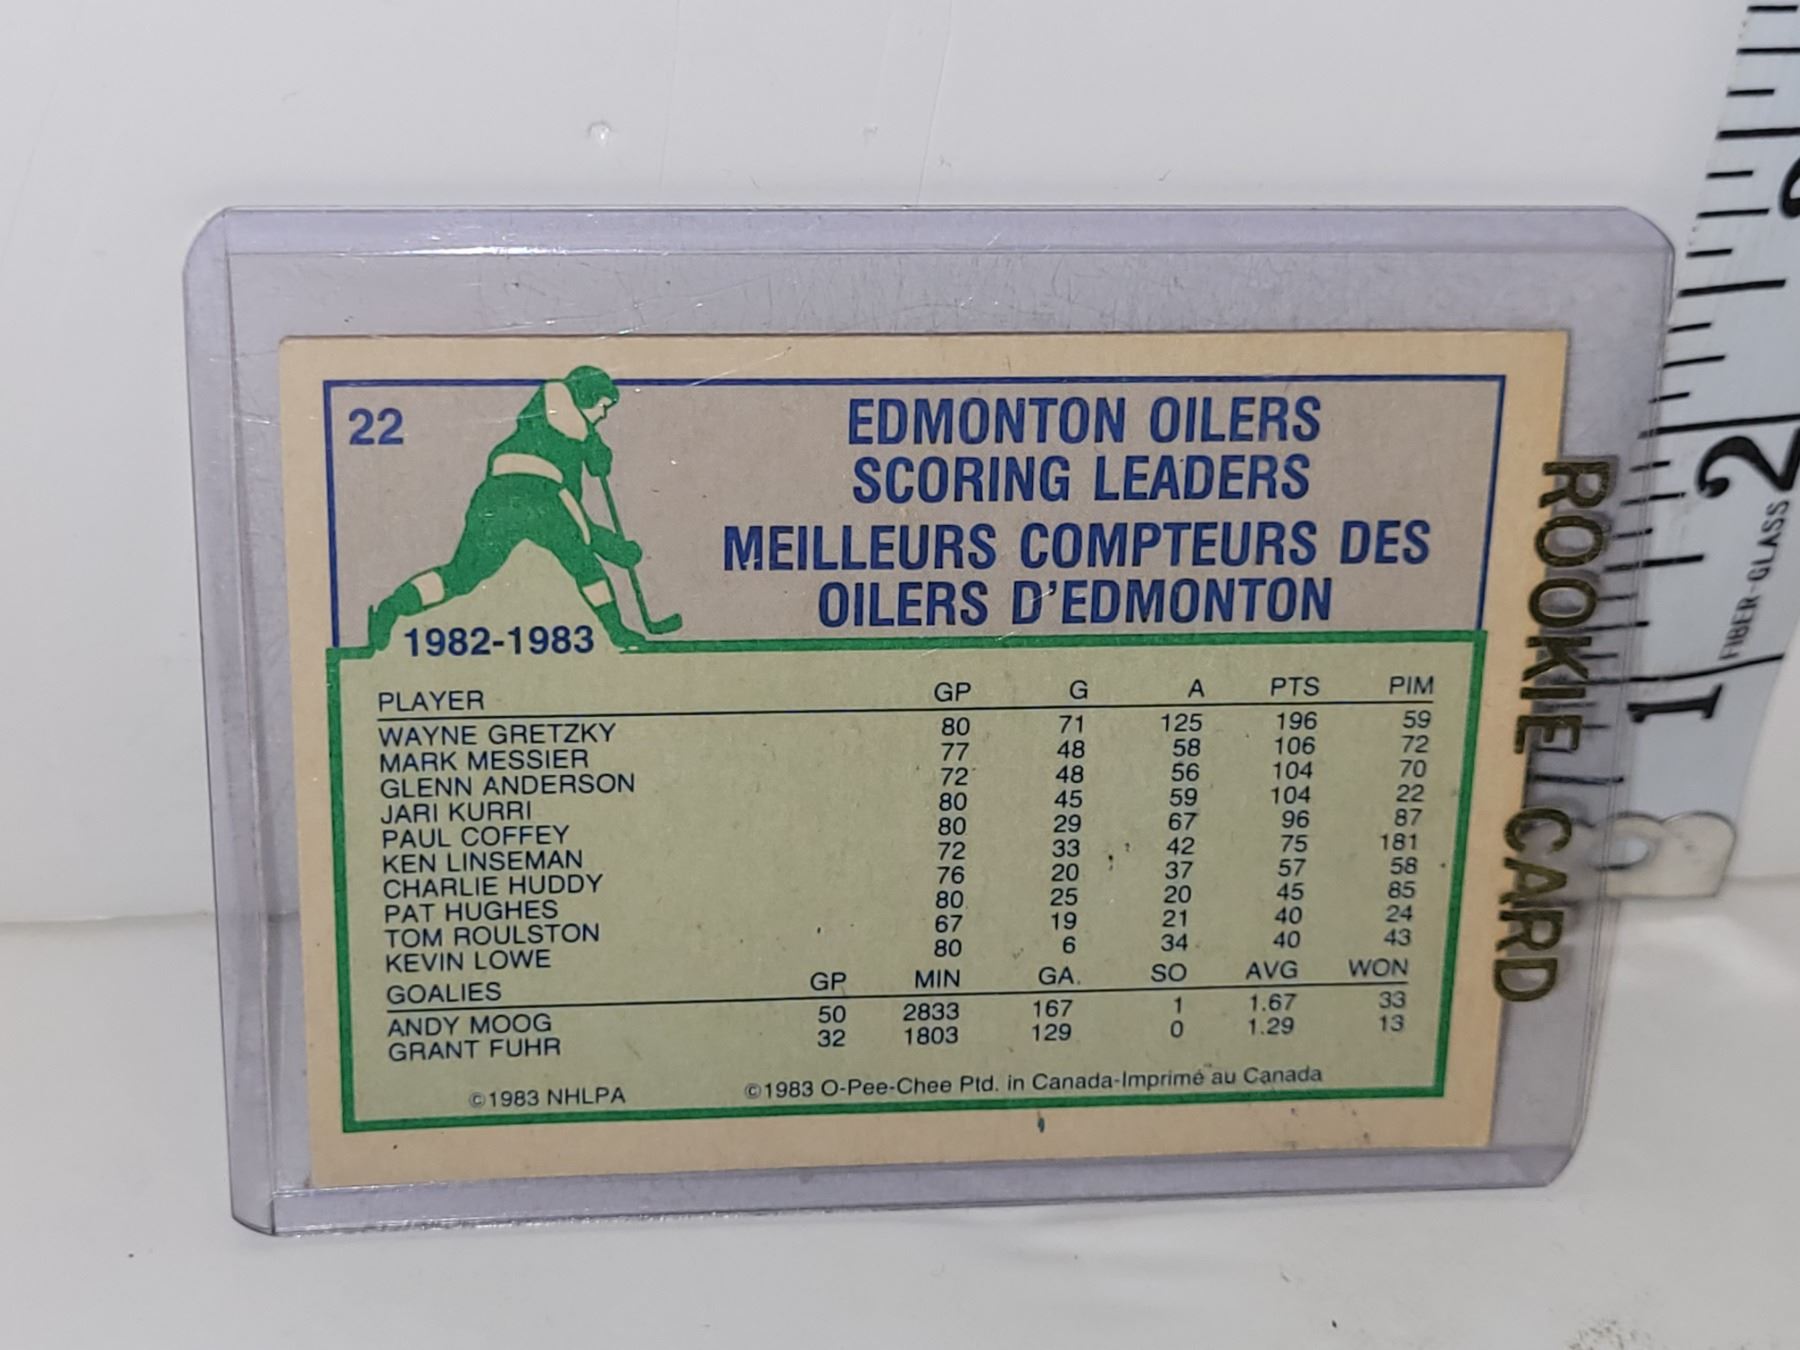 22
EDMONTON OILERS
SCORING LEADERS
MEILLEURS COMPTEURS DES
OILERS D'EDMONTON
1982-1983
PLAYER GP G A PTS PIM
WAYNE GRETZKY 80 71 125 196 59
MARK MESSIER 77 48 58 106 72
GLENN ANDERSON 72 48 56 104 70
JARI KURRI 80 45 59 104 22
PAUL COFFEY 80 29 67 96 87
KEN LINSEMAN 72 33 42 75 181
CHARLIE HUDDY 76 20 37 57 58
PAT HUGHES 80 25 20 45 85
TOM ROULSTON 67 19 21 40 24
KEVIN LOWE 80 6 34 40 43
GOALIES GP MIN GA. SO AVG WON
ANDY MOOG 50 2833 167 1 1.67 33
GRANT FUHR 32 1803 129 0 1.29 13
©1983 NHLPA ©1983 O-Pee-Chee Ptd. in Canada-Imprimé au Canada
ROOKIE CARD
2
1
FIBER-GLASS